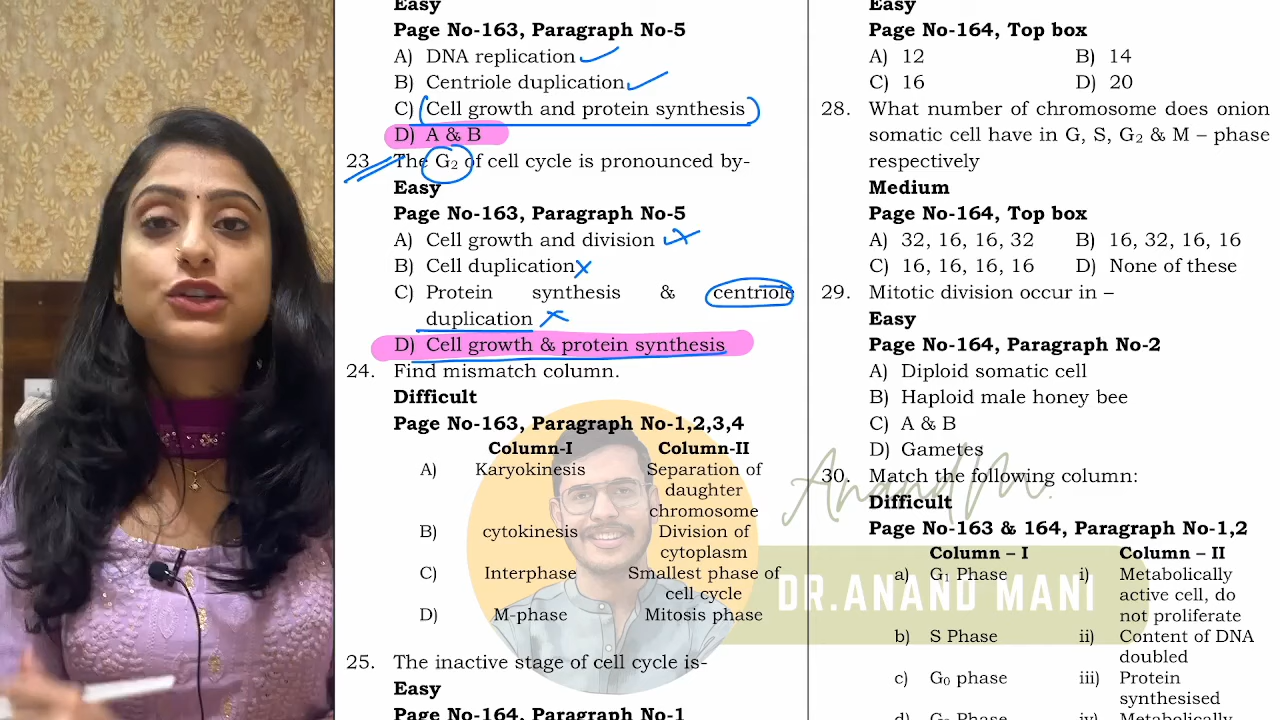 Easy
Page No-163, Paragraph No-5
A) DNA replication
B) Centriole duplication
C) Cell growth and protein synthesis
D) A & B
23. The G₂ of cell cycle is pronounced by-
Easy
Page No-163, Paragraph No-5
A) Cell growth and division
B) Cell duplication
C) Protein synthesis & centriole
duplication
D) Cell growth & protein synthesis
24. Find mismatch column.
Difficult
Page No-163, Paragraph No-1,2,3,4
Column-I Column-II
A) Karyokinesis Separation of
daughter
chromosome
B) cytokinesis Division of
cytoplasm
C) Interphase Smallest phase of
cell cycle
D) M-phase Mitosis phase
25. The inactive stage of cell cycle is-
Easy
Page No-164, Paragraph No-1
Easy
Page No-164, Top box
A) 12 B) 14
C) 16 D) 20
28. What number of chromosome does onion
somatic cell have in G, S, G₂ & M – phase
respectively
Medium
Page No-164, Top box
A) 32, 16, 16, 32 B) 16, 32, 16, 16
C) 16, 16, 16, 16 D) None of these
29. Mitotic division occur in –
Easy
Page No-164, Paragraph No-2
A) Diploid somatic cell
B) Haploid male honey bee
C) A & B
D) Gametes
30. Match the following column:
Difficult
Page No-163 & 164, Paragraph No-1,2
Column – I Column – II
a) G₁ Phase i) Metabolically
active cell, do
not proliferate
b) S Phase ii) Content of DNA
doubled
c) G₀ phase iii) Protein
synthesised
d) G₂ Phase iv) Metabolically
Anand M.
DR.ANAND MANI